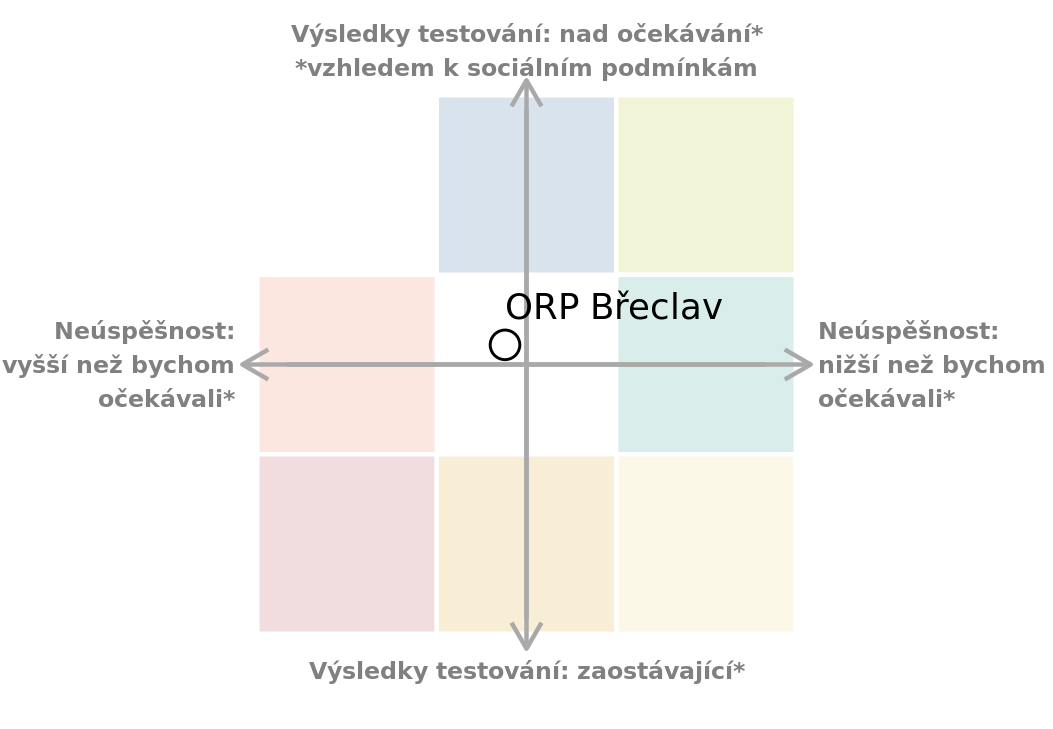 Výsledky testování: nad očekávání*
*vzhledem k sociálním podmínkám
ORP Břeclav
Neúspěšnost:
vyšší než bychom
očekávali*
Neúspěšnost:
nižší než bychom
očekávali*
Výsledky testování: zaostávající*